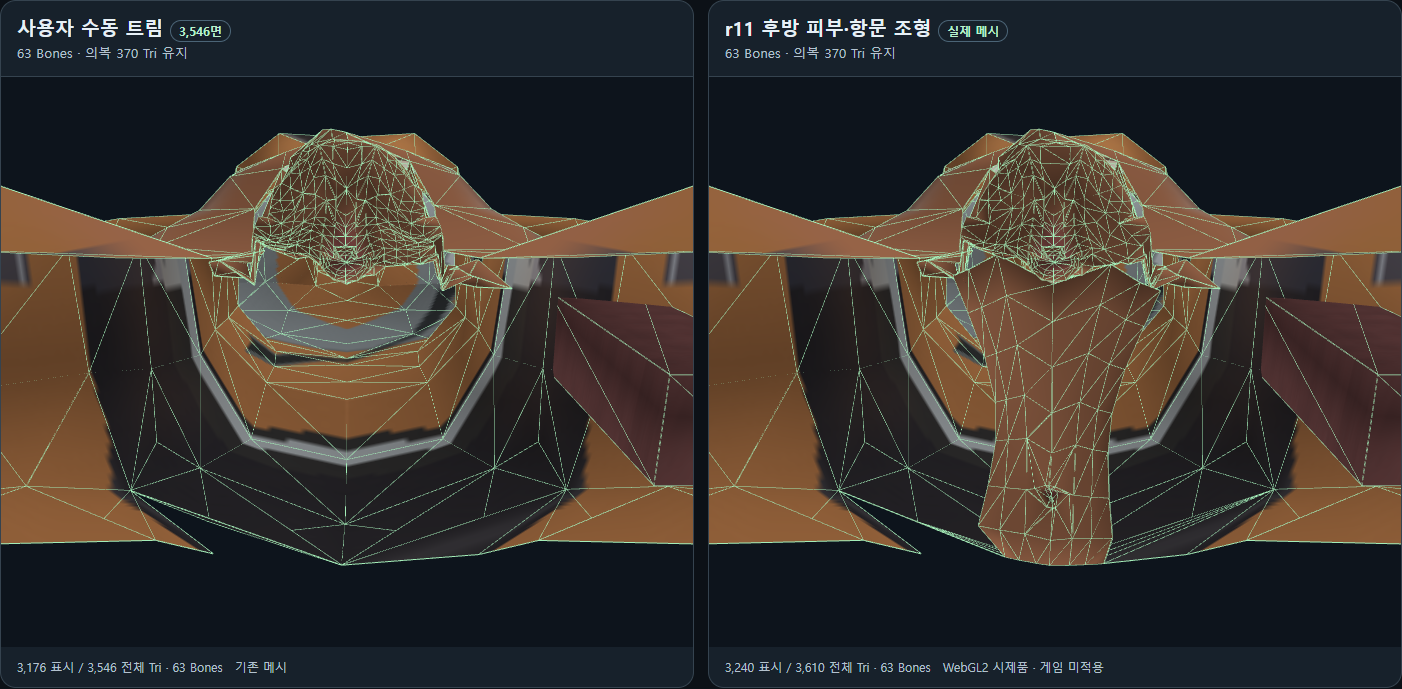 사용자 수동 트림 3,546면
63 Bones · 의복 370 Tri 유지
3,176 표시 / 3,546 전체 Tri · 63 Bones 기존 메시
r11 후방 피부·항문 조형 실제 메시
63 Bones · 의복 370 Tri 유지
3,240 표시 / 3,610 전체 Tri · 63 Bones WebGL2 시제품 · 게임 미적용